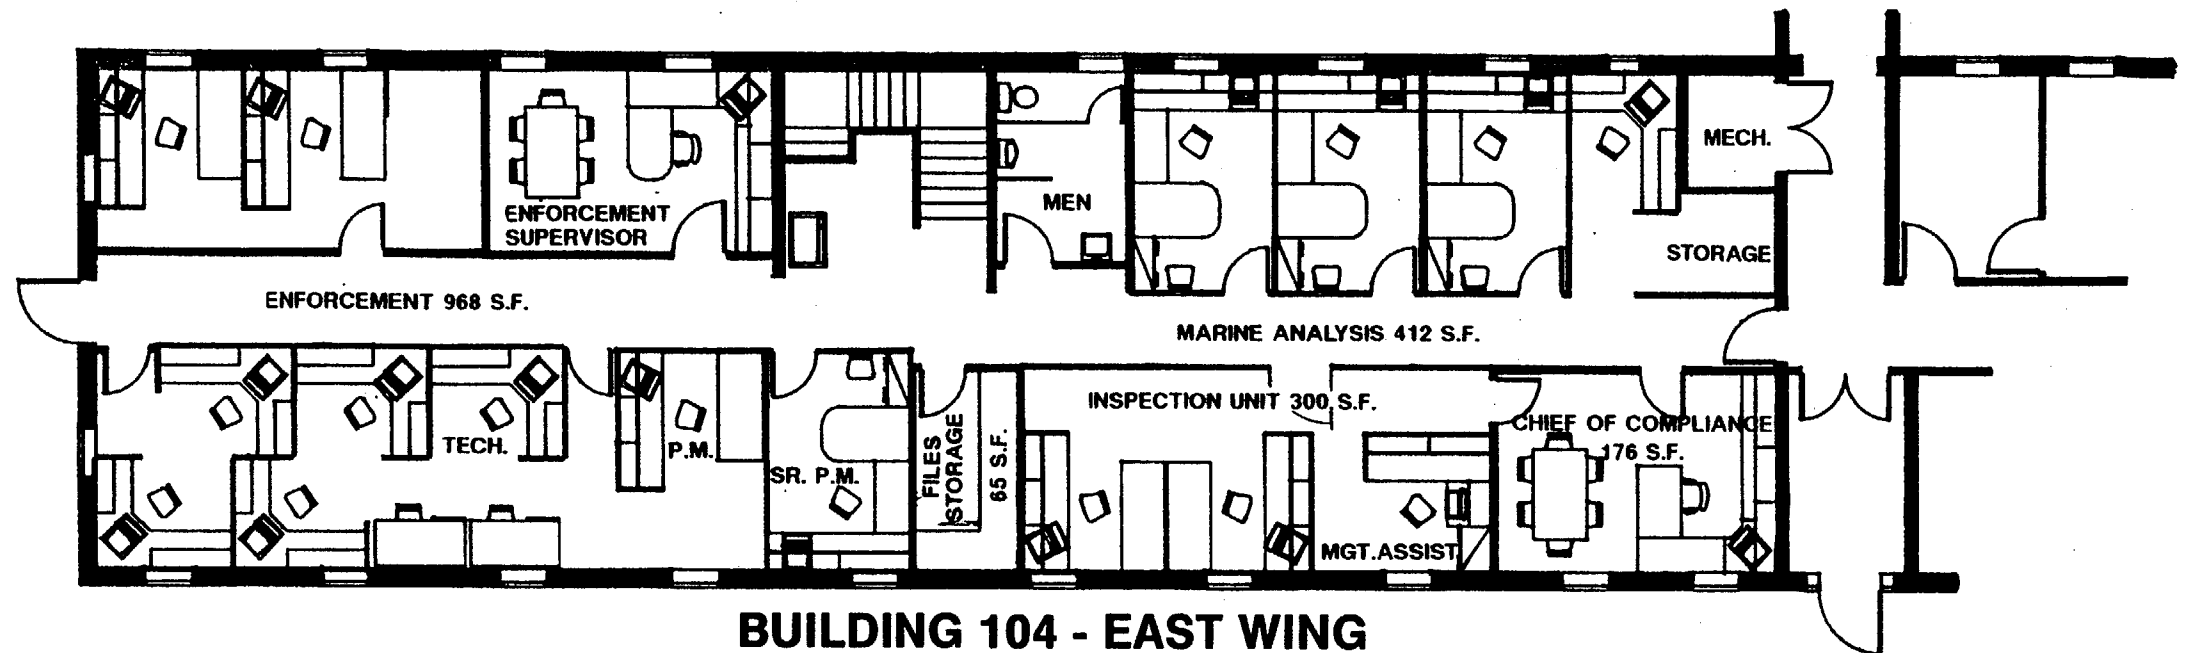 MECH.
MEN
ENFORCEMENT
SUPERVISOR
STORAGE
ENFORCEMENT 968 S.F.
MARINE ANALYSIS 412 S.F.
INSPECTION UNIT 300 S.F.
CHIEF OF COMPLIANCE
176 S.F.
TECH.
P.M.
SR. P.M.
FILES
STORAGE
65 S.F.
MGT.ASSIST
BUILDING 104 - EAST WING